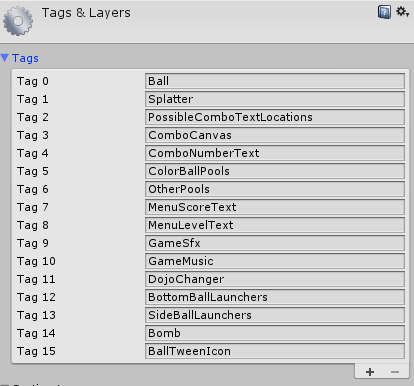 Tags & Layers
Tags
Tag 0 Ball
Tag 1 Splatter
Tag 2 PossibleComboTextLocations
Tag 3 ComboCanvas
Tag 4 ComboNumberText
Tag 5 ColorBallPools
Tag 6 OtherPools
Tag 7 MenuScoreText
Tag 8 MenuLevelText
Tag 9 GameSfx
Tag 10 GameMusic
Tag 11 DojoChanger
Tag 12 BottomBallLaunchers
Tag 13 SideBallLaunchers
Tag 14 Bomb
Tag 15 BallTweenIcon